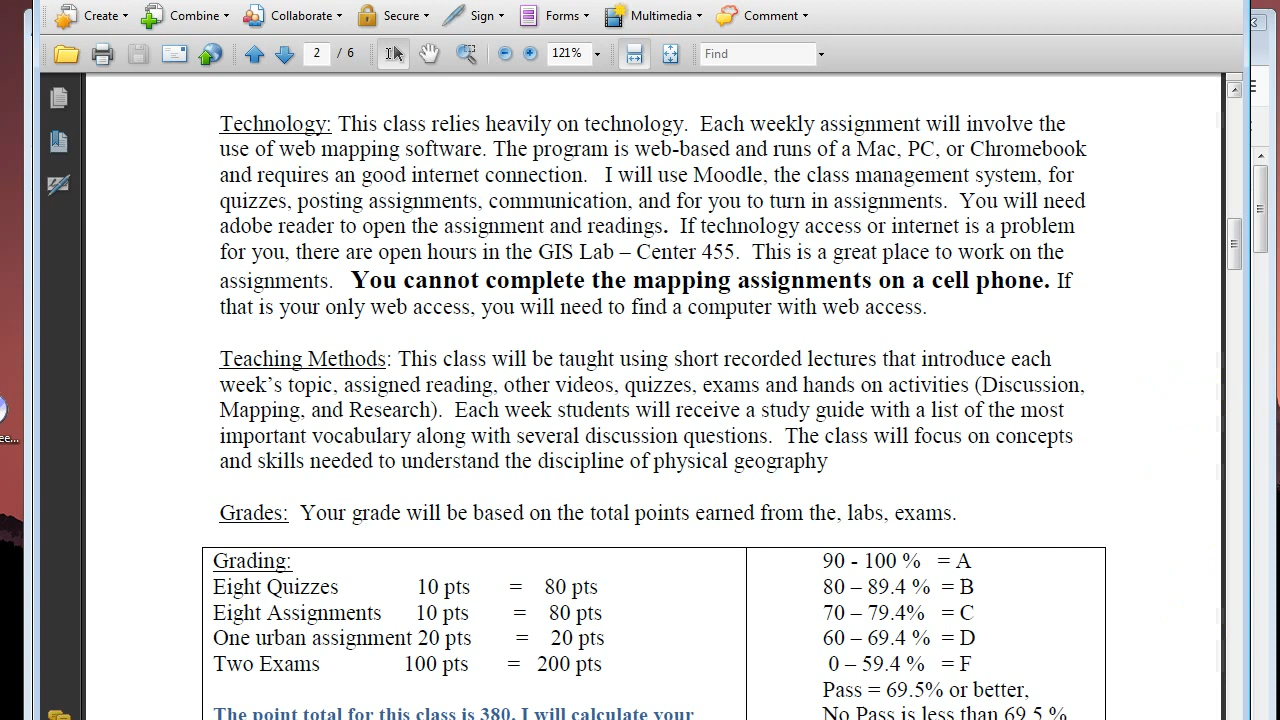 Create Combine Collaborate Secure Sign Forms Multimedia Comment
2 / 6 121% Find
Technology: This class relies heavily on technology. Each weekly assignment will involve the
use of web mapping software. The program is web-based and runs of a Mac, PC, or Chromebook
and requires an good internet connection. I will use Moodle, the class management system, for
quizzes, posting assignments, communication, and for you to turn in assignments. You will need
adobe reader to open the assignment and readings. If technology access or internet is a problem
for you, there are open hours in the GIS Lab – Center 455. This is a great place to work on the
assignments. You cannot complete the mapping assignments on a cell phone. If
that is your only web access, you will need to find a computer with web access.
Teaching Methods: This class will be taught using short recorded lectures that introduce each
week's topic, assigned reading, other videos, quizzes, exams and hands on activities (Discussion,
Mapping, and Research). Each week students will receive a study guide with a list of the most
important vocabulary along with several discussion questions. The class will focus on concepts
and skills needed to understand the discipline of physical geography
Grades: Your grade will be based on the total points earned from the, labs, exams.
Grading:
Eight Quizzes 10 pts = 80 pts
Eight Assignments 10 pts = 80 pts
One urban assignment 20 pts = 20 pts
Two Exams 100 pts = 200 pts
The point total for this class is 380. I will calculate your
90 - 100 % = A
80 – 89.4 % = B
70 – 79.4% = C
60 – 69.4 % = D
0 – 59.4 % = F
Pass = 69.5% or better,
No Pass is less than 69.5 %